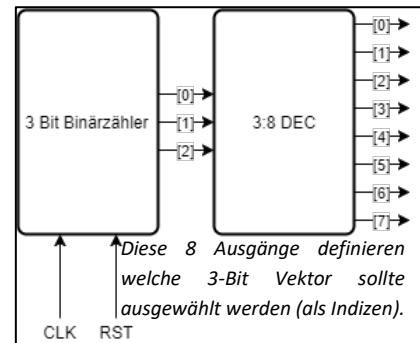 [0]
[1]
[2]
[3]
[4]
[5]
[6]
[7]
3 Bit Binärzähler
[0]
[1]
[2]
3:8 DEC
Diese 8 Ausgänge definieren
welche 3-Bit Vektor sollte
ausgewählt werden (als Indizen).
CLK RST